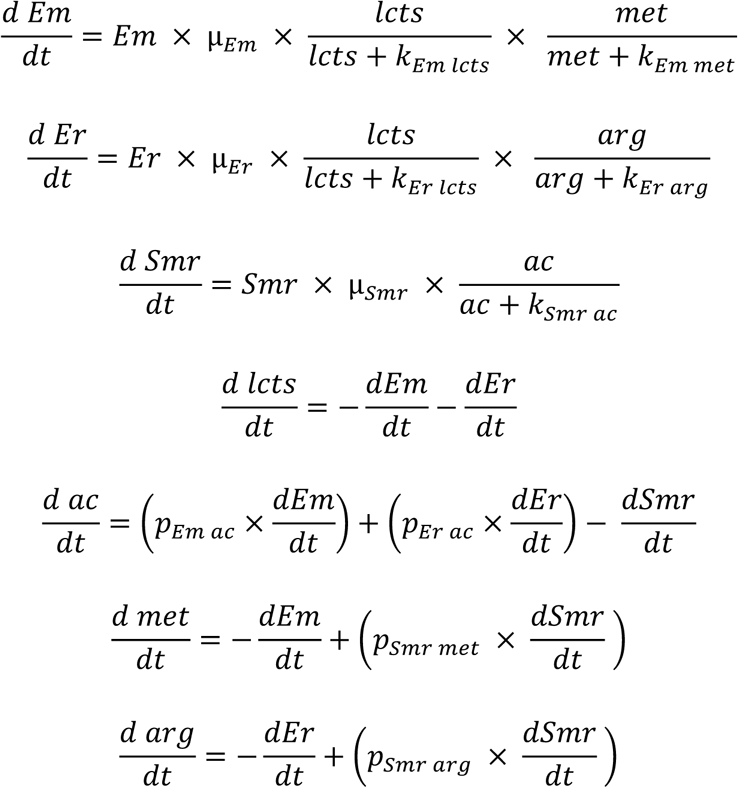 d Em/dt = Em × μ_Em × lcts/(lcts + k_Em lcts) × met/(met + k_Em met)
d Er/dt = Er × μ_Er × lcts/(lcts + k_Er lcts) × arg/(arg + k_Er arg)
d Smr/dt = Smr × μ_Smr × ac/(ac + k_Smr ac)
d lcts/dt = − dEm/dt − dEr/dt
d ac/dt = (p_Em ac × dEm/dt) + (p_Er ac × dEr/dt) − dSmr/dt
d met/dt = − dEm/dt + (p_Smr met × dSmr/dt)
d arg/dt = − dEr/dt + (p_Smr arg × dSmr/dt)